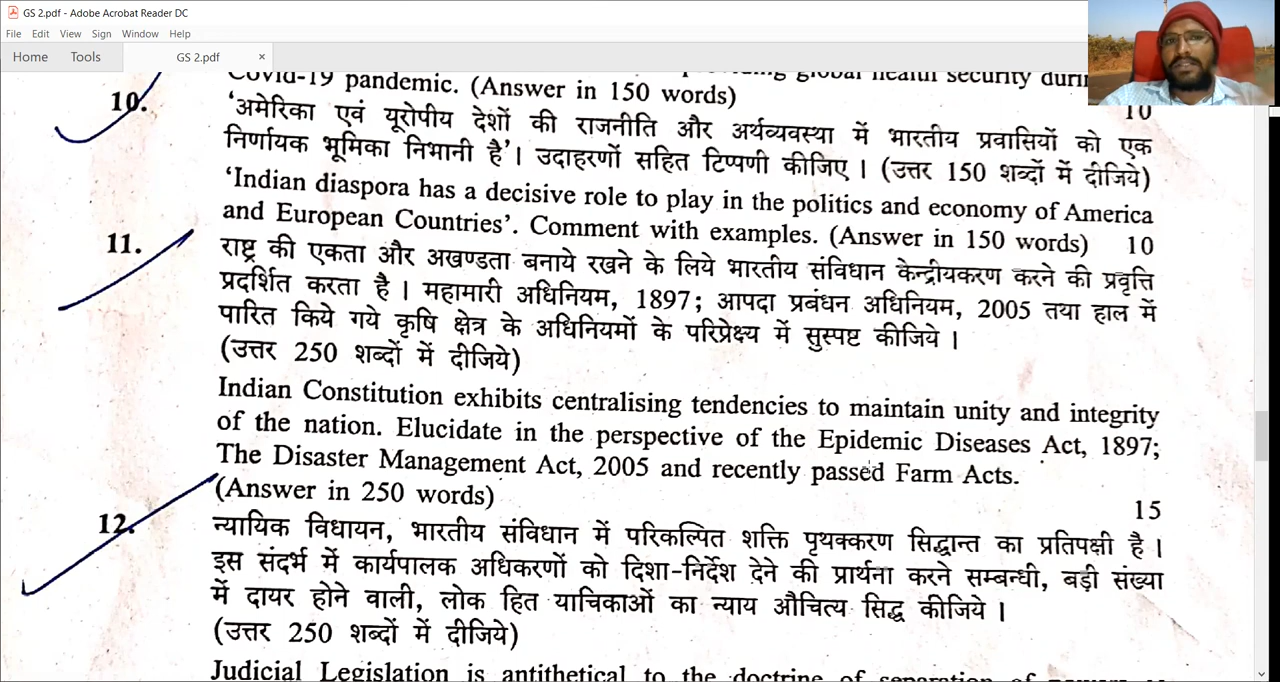 GS 2.pdf - Adobe Acrobat Reader DC
File Edit View Sign Window Help
Home Tools GS 2.pdf ×
Covid-19 pandemic. (Answer in 150 words) global health security
10. 10
'अमेरिका एवं यूरोपीय देशों की राजनीति और अर्थव्यवस्था में भारतीय प्रवासियों को एक
निर्णायक भूमिका निभानी है'। उदाहरणों सहित टिप्पणी कीजिए। (उत्तर 150 शब्दों में दीजिये)
'Indian diaspora has a decisive role to play in the politics and economy of America
and European Countries'. Comment with examples. (Answer in 150 words) 10
11. राष्ट्र की एकता और अखण्डता बनाये रखने के लिये भारतीय संविधान केन्द्रीयकरण करने की प्रवृत्ति
प्रदर्शित करता है। महामारी अधिनियम, 1897; आपदा प्रबंधन अधिनियम, 2005 तथा हाल में
पारित किये गये कृषि क्षेत्र के अधिनियमों के परिप्रेक्ष्य में सुस्पष्ट कीजिये।
(उत्तर 250 शब्दों में दीजिये)
Indian Constitution exhibits centralising tendencies to maintain unity and integrity
of the nation. Elucidate in the perspective of the Epidemic Diseases Act, 1897;
The Disaster Management Act, 2005 and recently passed Farm Acts.
(Answer in 250 words) 15
12. न्यायिक विधायन, भारतीय संविधान में परिकल्पित शक्ति पृथक्करण सिद्धान्त का प्रतिपक्षी है।
इस संदर्भ में कार्यपालक अधिकरणों को दिशा-निर्देश देने की प्रार्थना करने सम्बन्धी, बड़ी संख्या
में दायर होने वाली, लोक हित याचिकाओं का न्याय औचित्य सिद्ध कीजिये।
(उत्तर 250 शब्दों में दीजिये)
Judicial Legislation is antithetical to the doctrine of separation of powers